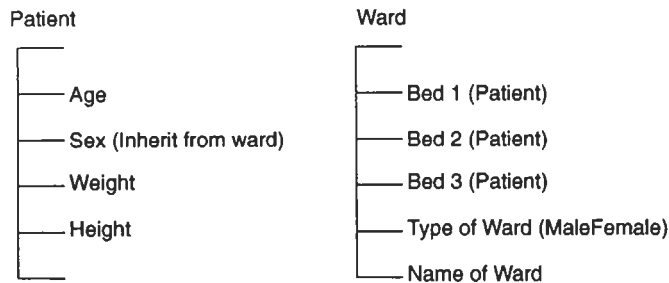 Patient
Age
Sex (Inherit from ward)
Weight
Height
Ward
Bed 1 (Patient)
Bed 2 (Patient)
Bed 3 (Patient)
Type of Ward (MaleFemale)
Name of Ward